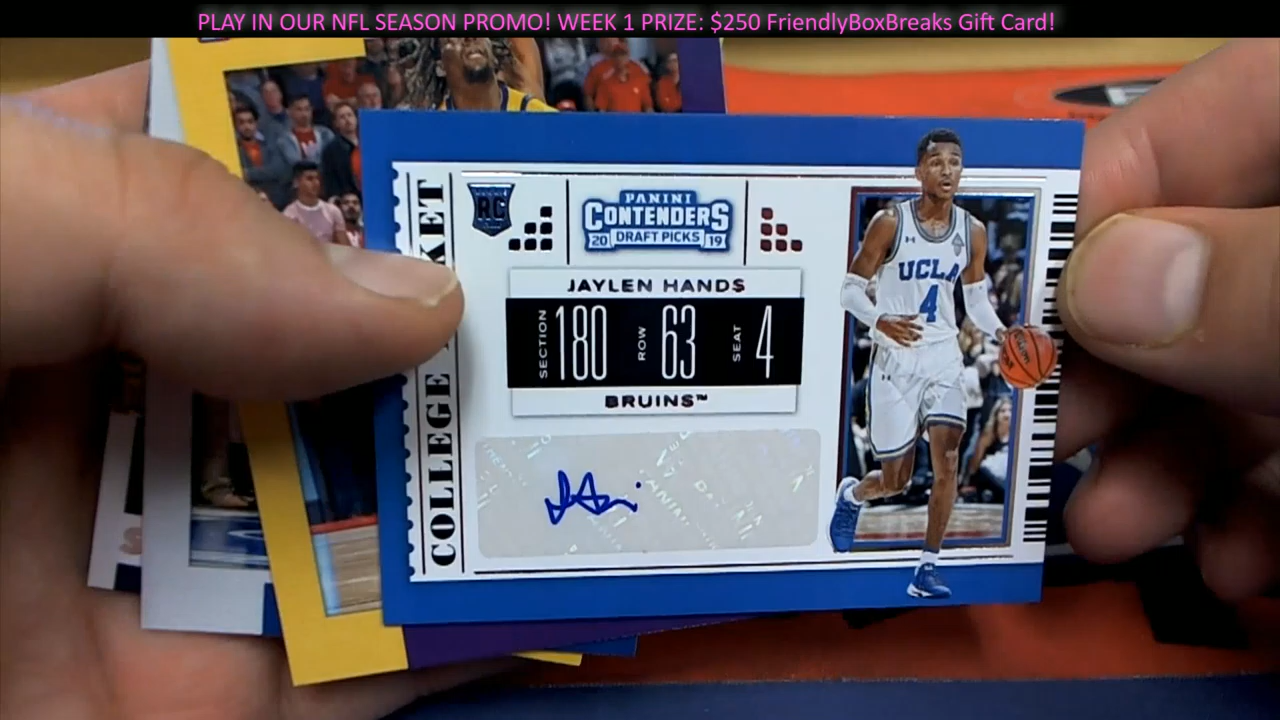 PLAY IN OUR NFL SEASON PROMO! WEEK 1 PRIZE: $250 FriendlyBoxBreaks Gift Card!
RC
PANINI
CONTENDERS
20 DRAFT PICKS 19
JAYLEN HANDS
SECTION 180 ROW 63 SEAT 4
BRUINS™
COLLEGE
UCLA
4